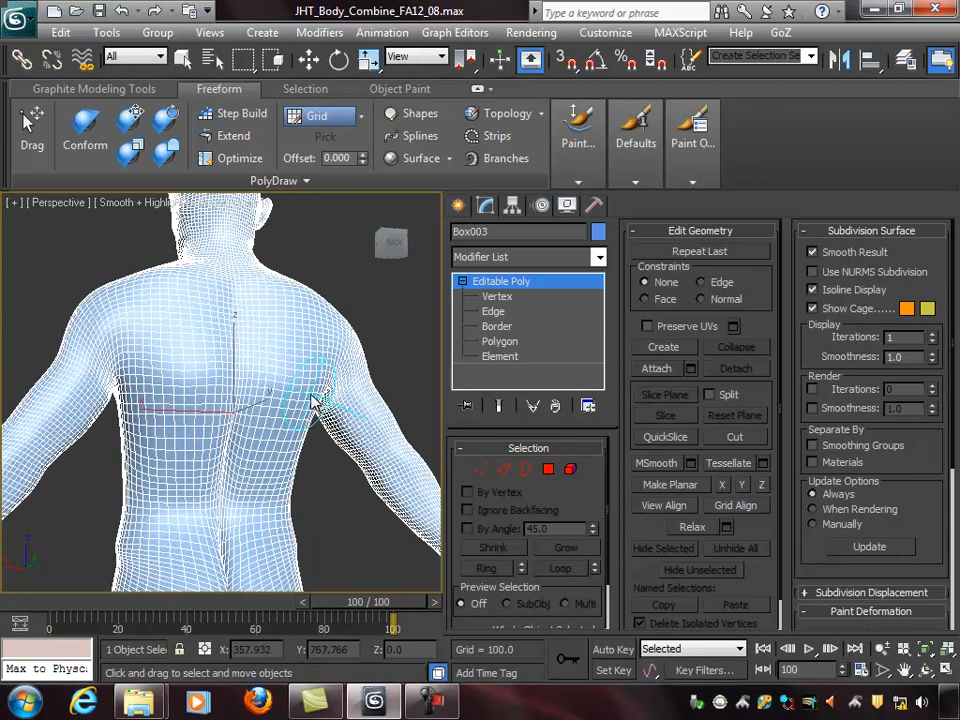 JHT_Body_Combine_FA12_08.max
Type a keyword or phrase
Edit Tools Group Views Create Modifiers Animation Graph Editors Rendering Customize MAXScript Help GoZ
All View Create Selection Se
Graphite Modeling Tools Freeform Selection Object Paint
Drag Conform Step Build Extend Optimize Grid Pick Offset: 0.000 Shapes Splines Surface Topology Strips Branches Paint... Defaults Paint O...
PolyDraw
[ + ] [ Perspective ] [ Smooth + Highli
BACK
z
x
y
z
Box003
Modifier List
Editable Poly
Vertex
Edge
Border
Polygon
Element
Selection
By Vertex
Ignore Backfacing
By Angle: 45.0
Shrink Grow
Ring Loop
Preview Selection
Off SubObj Multi
Edit Geometry
Repeat Last
Constraints
None Edge
Face Normal
Preserve UVs
Create Collapse
Attach Detach
Slice Plane Split
Slice Reset Plane
QuickSlice Cut
MSmooth Tessellate
Make Planar X Y Z
View Align Grid Align
Relax
Hide Selected Unhide All
Hide Unselected
Named Selections:
Copy Paste
Delete Isolated Vertices
Subdivision Surface
Smooth Result
Use NURMS Subdivision
Isoline Display
Show Cage......
Display
Iterations: 1
Smoothness: 1.0
Render
Iterations: 0
Smoothness: 1.0
Separate By
Smoothing Groups
Materials
Update Options
Always
When Rendering
Manually
Update
Subdivision Displacement
Paint Deformation
100 / 100
0 20 40 60 80 100
Max to Physc
1 Object Selec
X: 357.932 Y: 767.766 Z: 0.0
Grid = 100.0
Click and drag to select and move objects
Add Time Tag
Auto Key Selected
Set Key Key Filters...
100